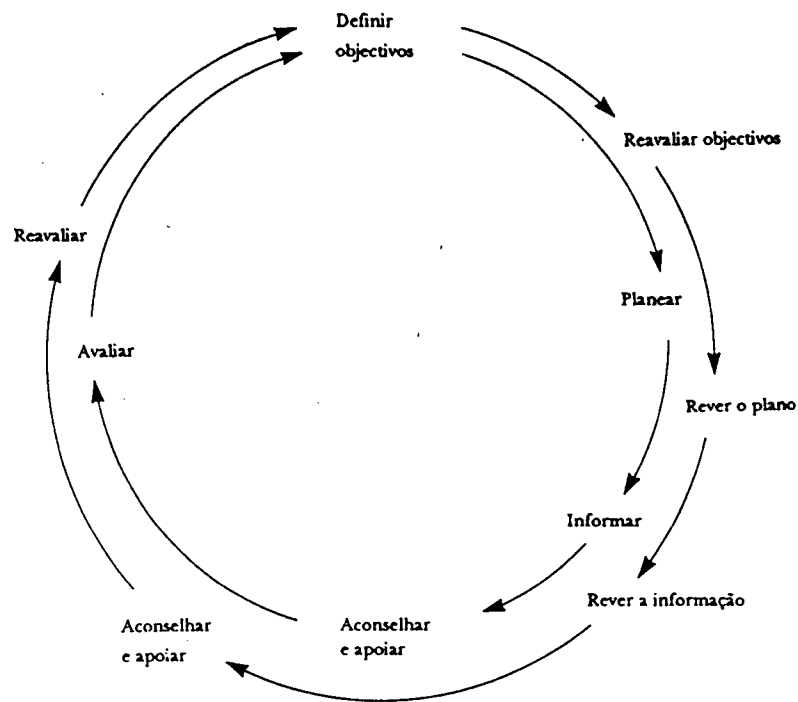 Definir
objectivos
Reavaliar objectivos
Reavaliar
Planear
Avaliar
Rever o plano
Informar
Rever a informação
Aconselhar
e apoiar
Aconselhar
e apoiar